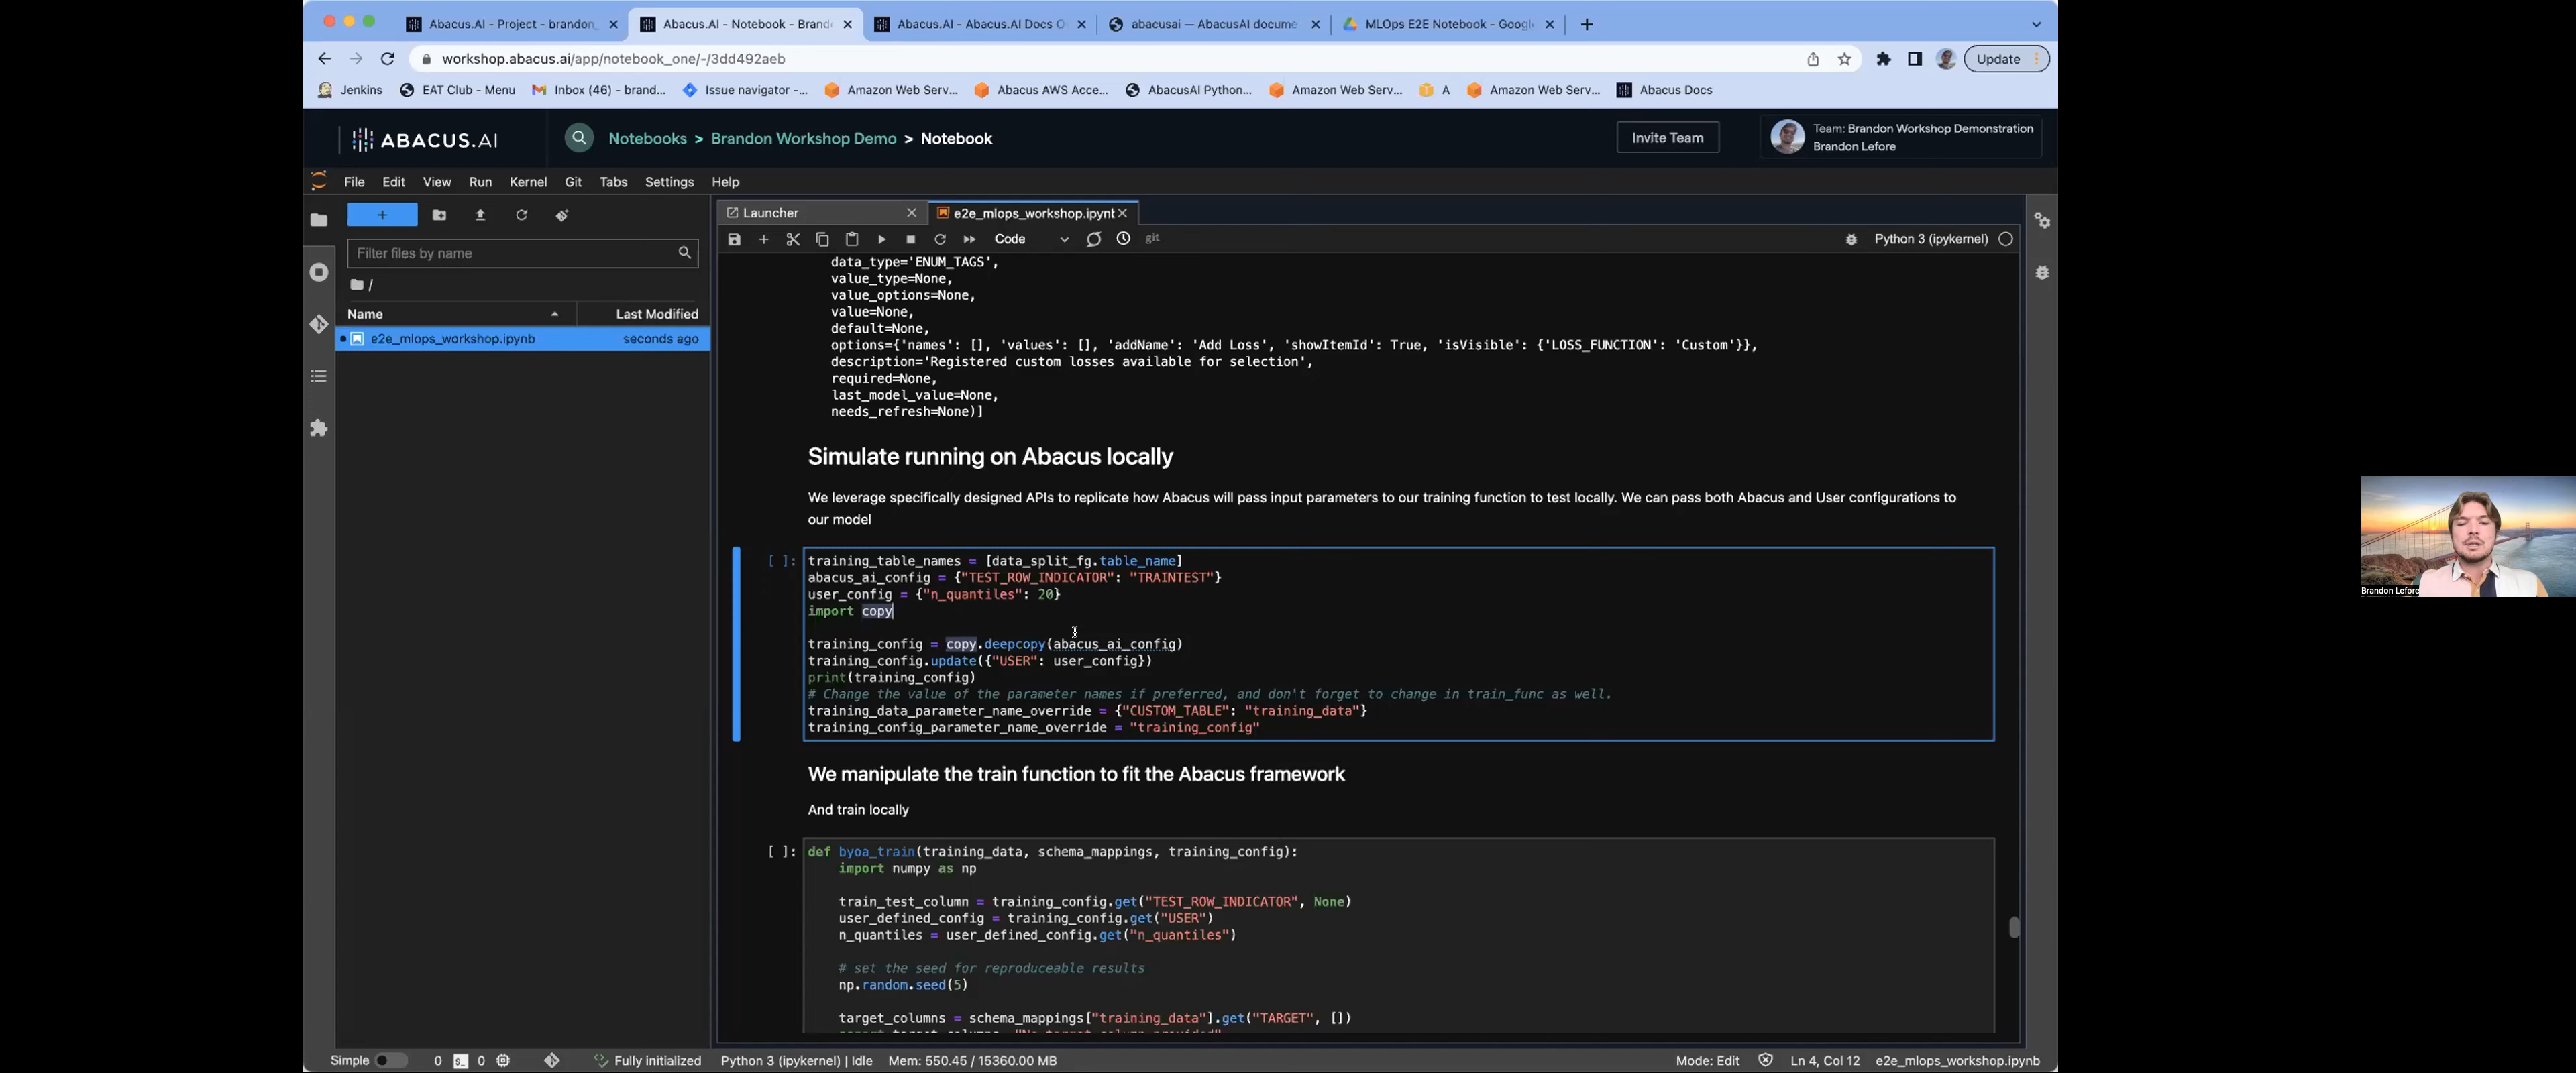 Abacus.AI - Project - brandon_
Abacus.AI - Notebook - Brand
Abacus.AI - Abacus.AI Docs O
abacusai — AbacusAI docume
MLOps E2E Notebook - Google
workshop.abacus.ai/app/notebook_one/-/3dd492aeb
Update
Jenkins
EAT Club - Menu
Inbox (46) - brand...
Issue navigator -...
Amazon Web Serv...
Abacus AWS Acce...
AbacusAI Python...
Amazon Web Serv...
A
Amazon Web Serv...
Abacus Docs
ABACUS.AI
Notebooks > Brandon Workshop Demo > Notebook
Invite Team
Team: Brandon Workshop Demonstration
Brandon Lefore
File Edit View Run Kernel Git Tabs Settings Help
+
Filter files by name
/
Name Last Modified
e2e_mlops_workshop.ipynb seconds ago
Launcher
e2e_mlops_workshop.ipynb
Code
git
Python 3 (ipykernel)
data_type='ENUM_TAGS',
value_type=None,
value_options=None,
value=None,
default=None,
options={'names': [], 'values': [], 'addName': 'Add Loss', 'showItemId': True, 'isVisible': {'LOSS_FUNCTION': 'Custom'}},
description='Registered custom losses available for selection',
required=None,
last_model_value=None,
needs_refresh=None)]
Simulate running on Abacus locally
We leverage specifically designed APIs to replicate how Abacus will pass input parameters to our training function to test locally. We can pass both Abacus and User configurations to
our model
[ ]:
training_table_names = [data_split_fg.table_name]
abacus_ai_config = {"TEST_ROW_INDICATOR": "TRAINTEST"}
user_config = {"n_quantiles": 20}
import copy
training_config = copy.deepcopy(abacus_ai_config)
training_config.update({"USER": user_config})
print(training_config)
# Change the value of the parameter names if preferred, and don't forget to change in train_func as well.
training_data_parameter_name_override = {"CUSTOM_TABLE": "training_data"}
training_config_parameter_name_override = "training_config"
We manipulate the train function to fit the Abacus framework
And train locally
[ ]:
def byoa_train(training_data, schema_mappings, training_config):
import numpy as np
train_test_column = training_config.get("TEST_ROW_INDICATOR", None)
user_defined_config = training_config.get("USER")
n_quantiles = user_defined_config.get("n_quantiles")
# set the seed for reproduceable results
np.random.seed(5)
target_columns = schema_mappings["training_data"].get("TARGET", [])
Brandon Lefore
Simple
0
0
Fully initialized
Python 3 (ipykernel) | Idle
Mem: 550.45 / 15360.00 MB
Mode: Edit
Ln 4, Col 12
e2e_mlops_workshop.ipynb